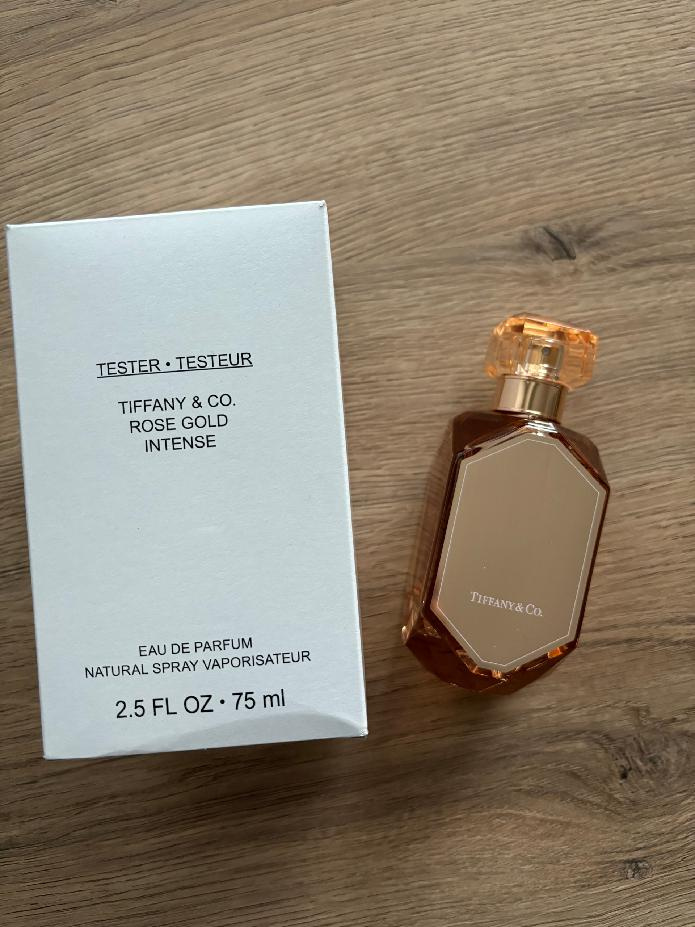 TESTER • TESTEUR
TIFFANY & CO.
ROSE GOLD
INTENSE
EAU DE PARFUM
NATURAL SPRAY VAPORISATEUR
2.5 FL OZ • 75 ml
TIFFANY & CO.